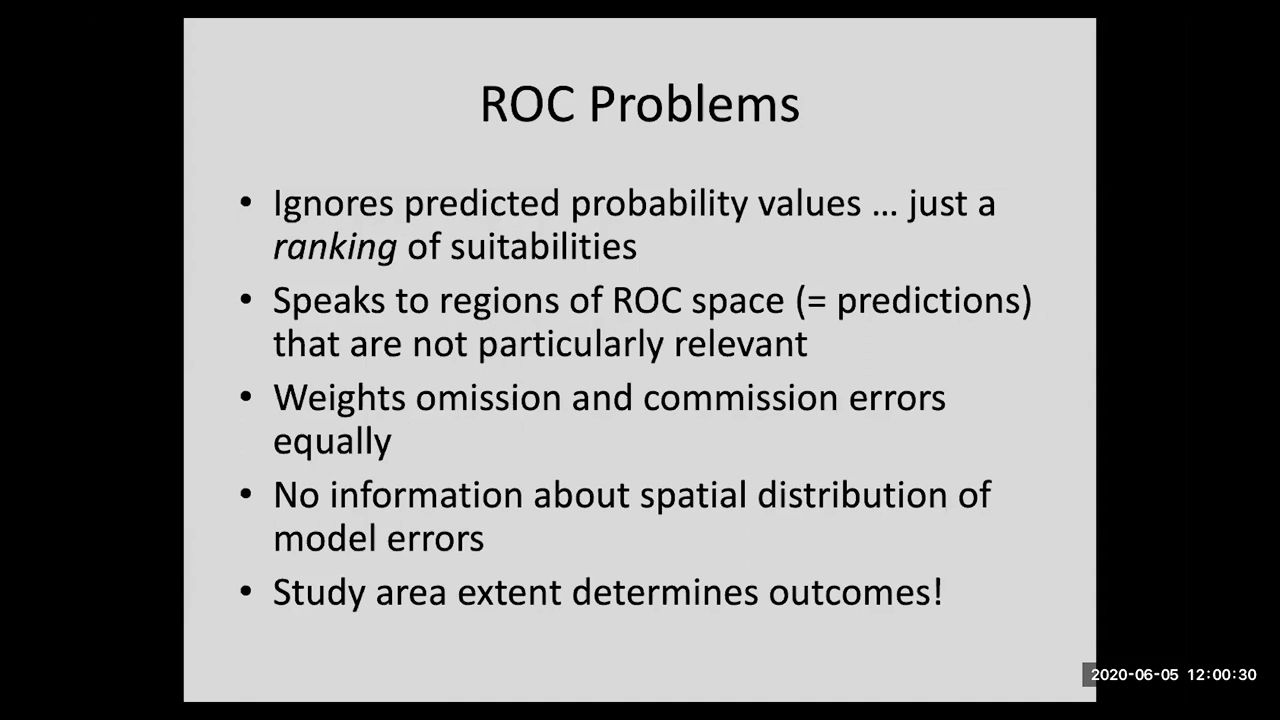 ROC Problems
• Ignores predicted probability values … just a
ranking of suitabilities
• Speaks to regions of ROC space (= predictions)
that are not particularly relevant
• Weights omission and commission errors
equally
• No information about spatial distribution of
model errors
• Study area extent determines outcomes!
2020-06-05 12:00:30